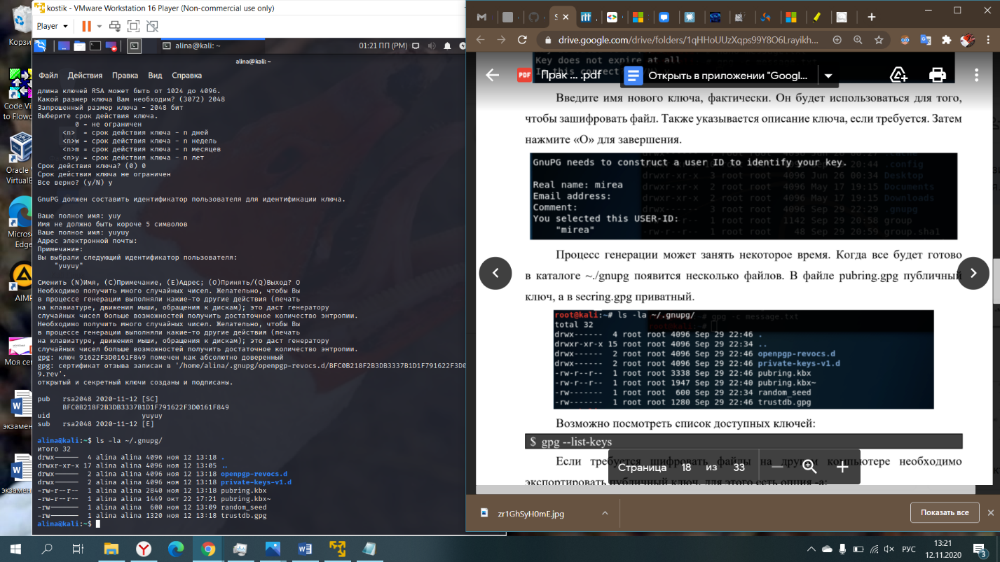 kostik - VMware Workstation 16 Player (Non-commercial use only)
Player
alina@kali: ~
01:21 ПП (PM)
alina@kali: ~
Файл Действия Правка Вид Справка
длина ключей RSA может быть от 1024 до 4096.
Какой размер ключа Вам необходим? (3072) 2048
Запрошенный размер ключа - 2048 бит
Выберите срок действия ключа.
0 = не ограничен
<n> = срок действия ключа - n дней
<n>w = срок действия ключа - n недель
<n>m = срок действия ключа - n месяцев
<n>y = срок действия ключа - n лет
Срок действия ключа? (0) 0
Срок действия ключа не ограничен
Все верно? (y/N) y
GnuPG должен составить идентификатор пользователя для идентификации ключа.
Ваше полное имя: yuy
Имя не должно быть короче 5 символов
Ваше полное имя: yuyuy
Адрес электронной почты:
Примечание:
Вы выбрали следующий идентификатор пользователя:
"yuyuy"
Сменить (N)Имя, (C)Примечание, (E)Адрес; (O)Принять/(Q)Выход? O
Необходимо получить много случайных чисел. Желательно, чтобы Вы
в процессе генерации выполняли какие-то другие действия (печать
на клавиатуре, движения мыши, обращения к дискам); это даст генератору
случайных чисел больше возможностей получить достаточное количество энтропии.
Необходимо получить много случайных чисел. Желательно, чтобы Вы
в процессе генерации выполняли какие-то другие действия (печать
на клавиатуре, движения мыши, обращения к дискам); это даст генератору
случайных чисел больше возможностей получить достаточное количество энтропии.
gpg: ключ 91622F3D0161F849 помечен как абсолютно доверенный
gpg: сертификат отзыва записан в '/home/alina/.gnupg/openpgp-revocs.d/BFC0B218F2B3DB3337B1D1F791622F3D0
9.rev'.
открытый и секретный ключи созданы и подписаны.
pub rsa2048 2020-11-12 [SC]
BFC0B218F2B3DB3337B1D1F791622F3D0161F849
uid yuyuy
sub rsa2048 2020-11-12 [E]
alina@kali:~$ ls -la ~/.gnupg/
итого 32
drwx------ 4 alina alina 4096 ноя 12 13:18 .
drwxr-xr-x 17 alina alina 4096 ноя 12 13:05 ..
drwx------ 2 alina alina 4096 ноя 12 13:18 openpgp-revocs.d
drwx------ 2 alina alina 4096 ноя 12 13:18 private-keys-v1.d
-rw-r--r-- 1 alina alina 2840 ноя 12 13:18 pubring.kbx
-rw-r--r-- 1 alina alina 1449 окт 22 17:21 pubring.kbx~
-rw------- 1 alina alina 600 ноя 12 13:09 random_seed
-rw------- 1 alina alina 1320 ноя 12 13:18 trustdb.gpg
alina@kali:~$
Корзи
Code Vi
to Flow
Oracle
VirtualB
Micros
Edge
AIMP
Моя се
экзаме
экзамен
drive.google.com/drive/folders/1qHHoUUzXqps99Y8O6Lrayikh...
Key does not expire at all
Is this correct
Прак ... .pdf
Открыть в приложении "Googl...
Введите имя нового ключа, фактически. Он будет использоваться для того,
чтобы зашифровать файл. Также указывается описание ключа, если требуется. Затем
нажмите «О» для завершения.
GnuPG needs to construct a user ID to identify your key.
Real name: mirea
Email address:
Comment:
You selected this USER-ID:
"mirea"
Процесс генерации может занять некоторое время. Когда все будет готово
в каталоге ~./gnupg появится несколько файлов. В файле pubring.gpg публичный
ключ, а в secring.gpg приватный.
root@kali:~# ls -la ~/.gnupg/
total 32
drwx------ 4 root root 4096 Sep 29 22:46 .
drwxr-xr-x 15 root root 4096 Sep 29 22:34 ..
drwx------ 2 root root 4096 Sep 29 22:46 openpgp-revocs.d
drwx------ 2 root root 4096 Sep 29 22:46 private-keys-v1.d
-rw-r--r-- 1 root root 3338 Sep 29 22:46 pubring.kbx
-rw-r--r-- 1 root root 1947 Sep 29 22:40 pubring.kbx~
-rw------- 1 root root 600 Sep 29 22:34 random_seed
-rw------- 1 root root 1280 Sep 29 22:46 trustdb.gpg
Возможно посмотреть список доступных ключей:
$ gpg --list-keys
Если требуется шифровать файлы на другом компьютере необходимо
экспортировать публичный ключ, для этого есть опция -a:
Страница 18 из 33
zr1GhSyH0mE.jpg
Показать все
РУС
13:21
12.11.2020
3